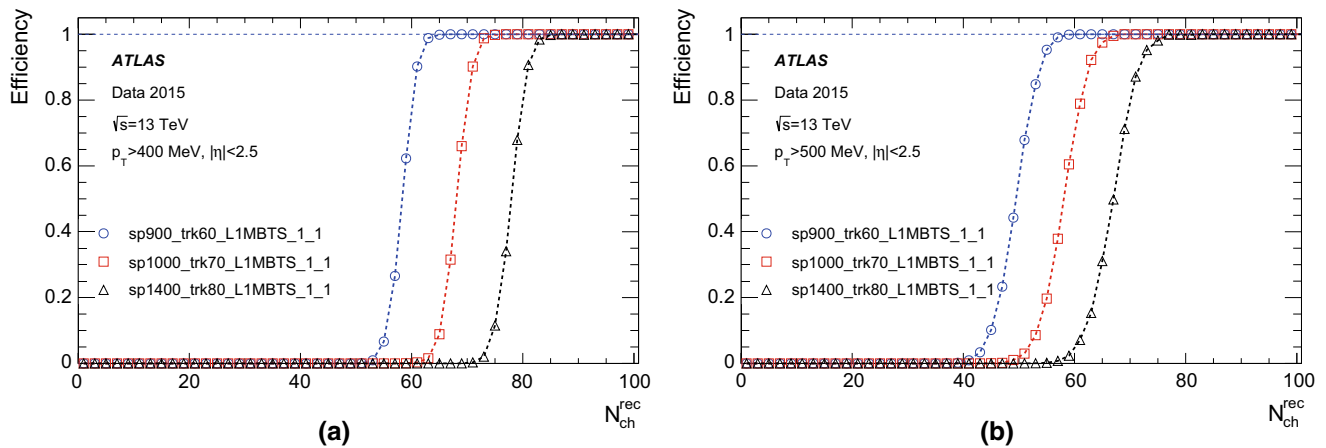 Efficiency
1
0.8
0.6
0.4
0.2
0
ATLAS
Data 2015
√s=13 TeV
p_T>400 MeV, |η|<2.5
sp900_trk60_L1MBTS_1_1
sp1000_trk70_L1MBTS_1_1
sp1400_trk80_L1MBTS_1_1
0 20 40 60 80 100
N_ch^rec
(a)
Efficiency
1
0.8
0.6
0.4
0.2
0
ATLAS
Data 2015
√s=13 TeV
p_T>500 MeV, |η|<2.5
sp900_trk60_L1MBTS_1_1
sp1000_trk70_L1MBTS_1_1
sp1400_trk80_L1MBTS_1_1
0 20 40 60 80 100
N_ch^rec
(b)